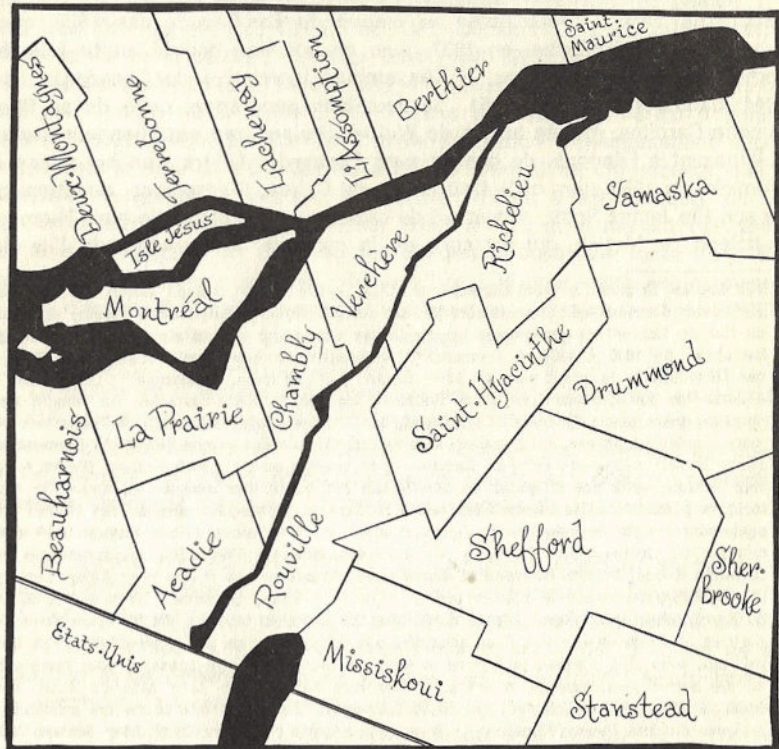 Saint-
Maurice
Deux-Montagnes
Terrebonne
Lachenay
L'Assomption
Berthier
Isle Jésus
Montréal
Richelieu
Yamaska
Verchère
Chambly
La Prairie
Saint-Hyacinthe
Drummond
Beauharnois
Acadie
Rouville
Shefford
Sher-
brooke
Etats-Unis
Missiskoui
Stanstead